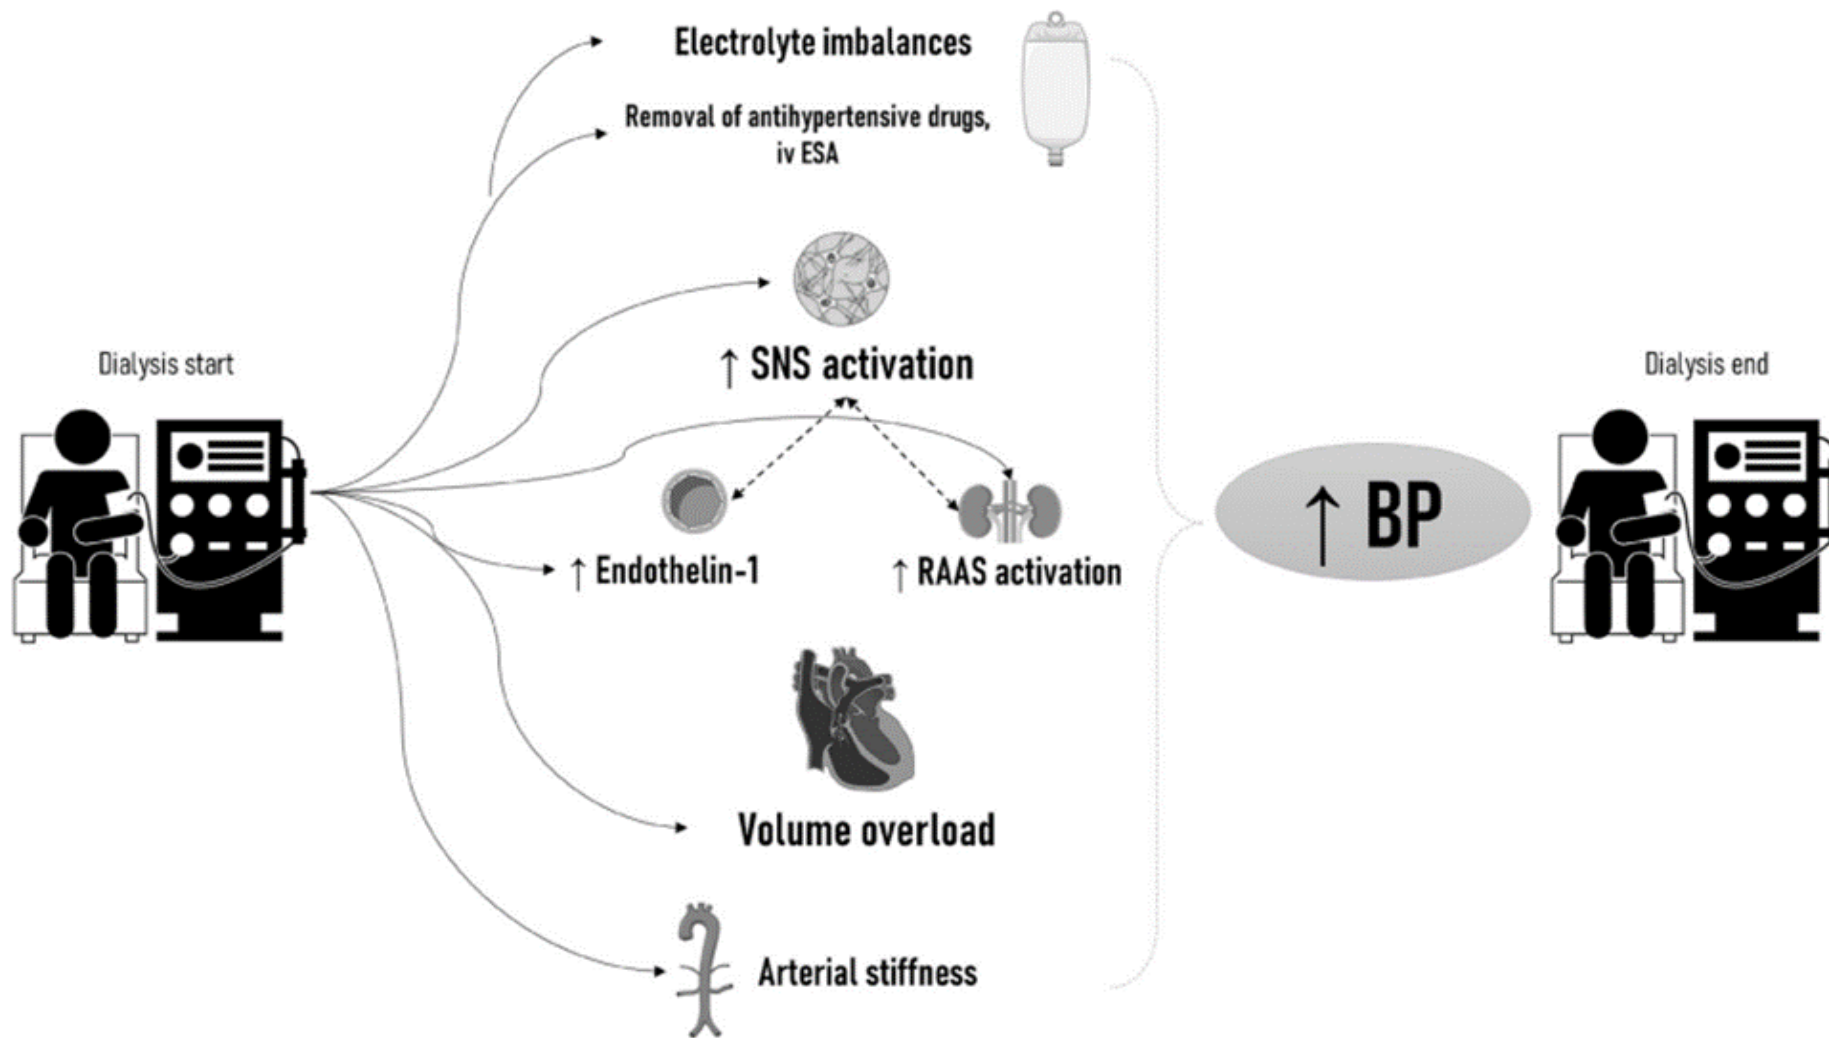 Electrolyte imbalances
Removal of antihypertensive drugs,
iv ESA
↑ SNS activation
Dialysis start
Dialysis end
↑ BP
↑ Endothelin-1
↑ RAAS activation
Volume overload
Arterial stiffness